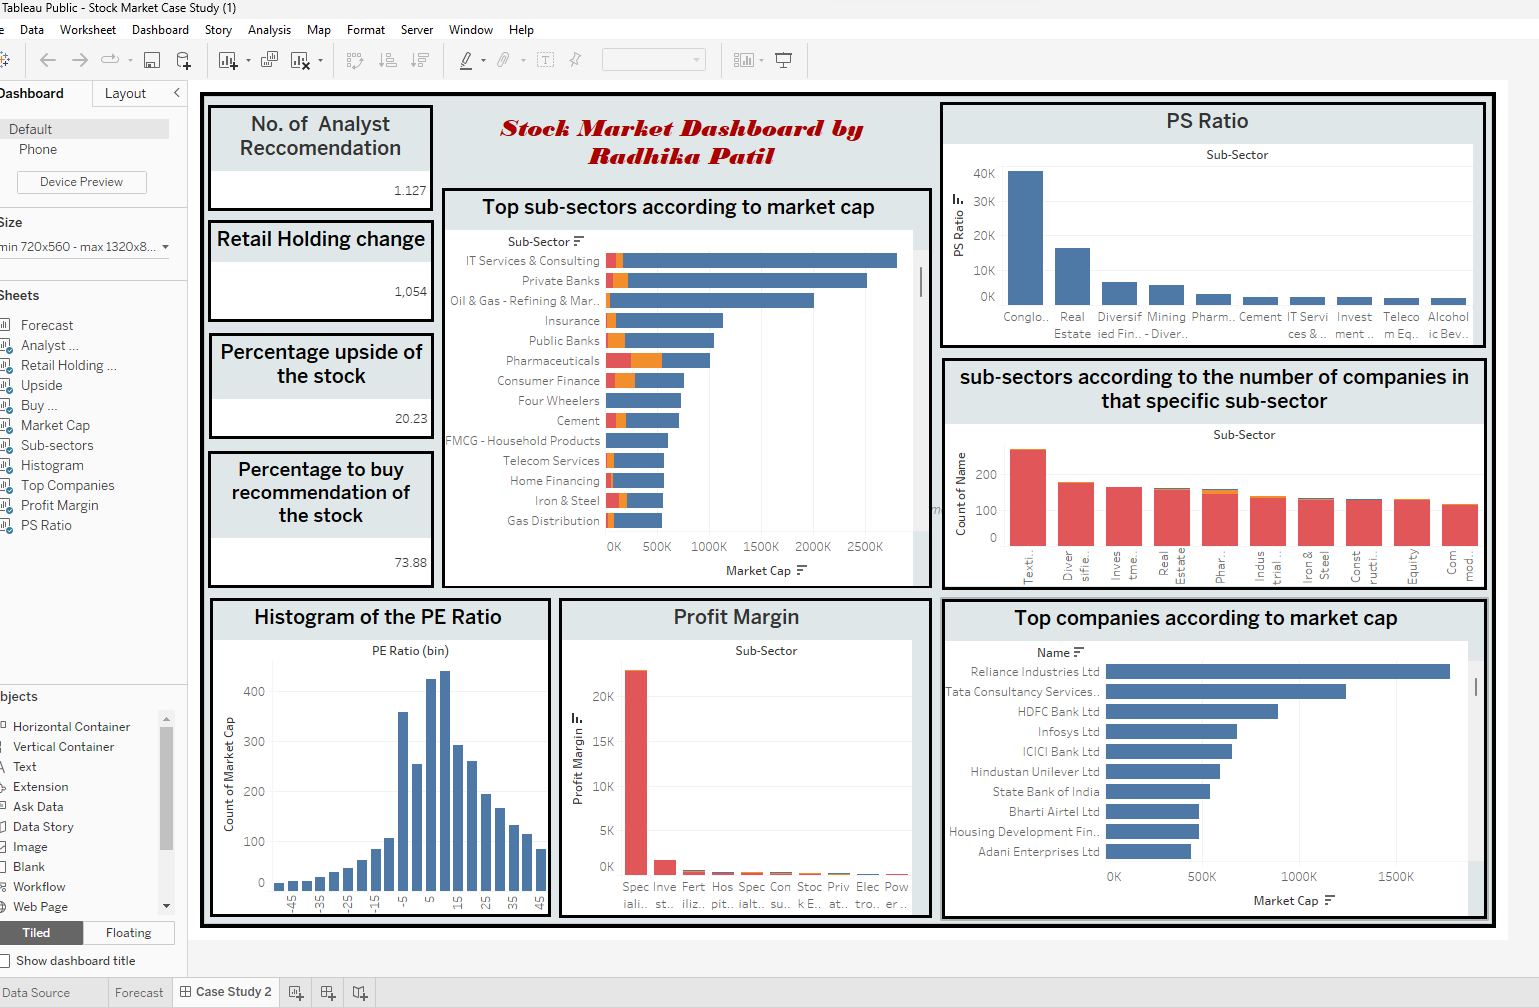 Tableau Public - Stock Market Case Study (1)
e Data Worksheet Dashboard Story Analysis Map Format Server Window Help
Dashboard Layout
Default
Phone
Device Preview
Size
min 720x560 - max 1320x8...
Sheets
Forecast
Analyst ...
Retail Holding ...
Upside
Buy ...
Market Cap
Sub-sectors
Histogram
Top Companies
Profit Margin
PS Ratio
bjects
Horizontal Container
Vertical Container
Text
Extension
Ask Data
Data Story
Image
Blank
Workflow
Web Page
Tiled Floating
Show dashboard title
No. of Analyst
Reccomendation
1.127
Retail Holding change
1,054
Percentage upside of
the stock
20.23
Percentage to buy
recommendation of
the stock
73.88
Stock Market Dashboard by
Radhika Patil
Top sub-sectors according to market cap
Sub-Sector
IT Services & Consulting
Private Banks
Oil & Gas - Refining & Mar..
Insurance
Public Banks
Pharmaceuticals
Consumer Finance
Four Wheelers
Cement
FMCG - Household Products
Telecom Services
Home Financing
Iron & Steel
Gas Distribution
0K 500K 1000K 1500K 2000K 2500K
Market Cap
PS Ratio
Sub-Sector
PS Ratio
40K
30K
20K
10K
0K
Conglo.. Real Diversif Mining Pharm.. Cement IT Servi Invest Teleco Alcohol
Estate ied Fin.. - Diver.. ces & .. ment .. m Eq.. ic Bev..
sub-sectors according to the number of companies in
that specific sub-sector
Sub-Sector
Count of Name
200
100
0
Texti..
Diver
sifie..
Inves
tme..
Real
Estate
Phar..
Indus
trial ..
Iron &
Steel
Const
ructi..
Equity
Com
mod..
Histogram of the PE Ratio
PE Ratio (bin)
Count of Market Cap
400
300
200
100
0
-45 -35 -25 -15 -5 5 15 25 35 45
Profit Margin
Sub-Sector
Profit Margin
20K
15K
10K
5K
0K
Spec Inve Fert Hos Spec Con Stoc Priv Elec Pow
iali.. st.. iliz.. pit.. ialt.. su.. k E.. at.. tro.. er ..
Top companies according to market cap
Name
Reliance Industries Ltd
Tata Consultancy Services..
HDFC Bank Ltd
Infosys Ltd
ICICI Bank Ltd
Hindustan Unilever Ltd
State Bank of India
Bharti Airtel Ltd
Housing Development Fin..
Adani Enterprises Ltd
0K 500K 1000K 1500K
Market Cap
Data Source Forecast Case Study 2